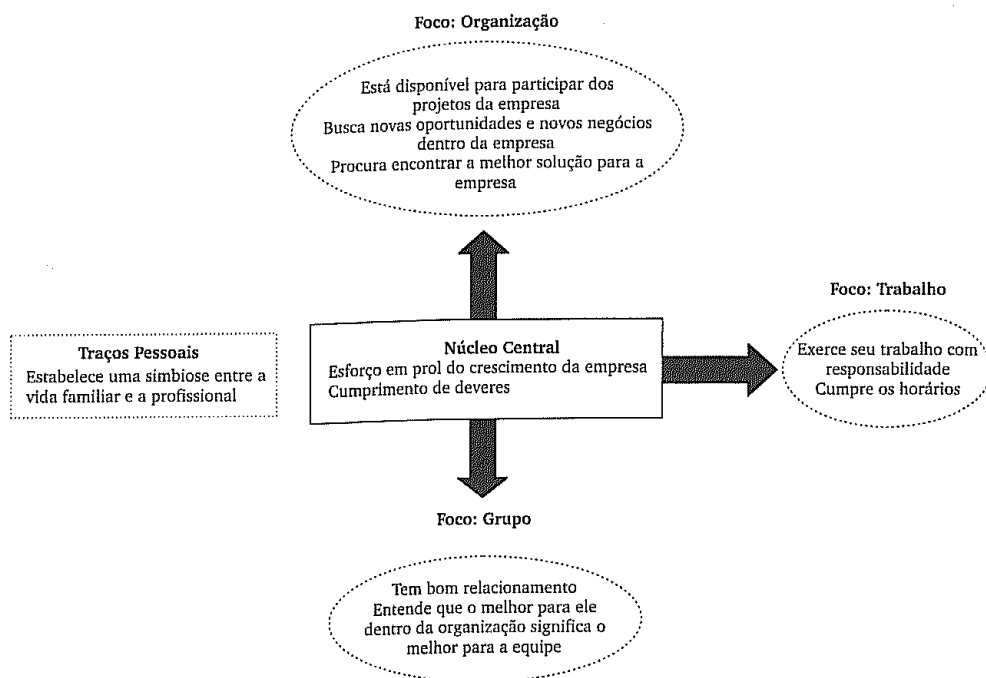 Foco: Organização
Está disponível para participar dos
projetos da empresa
Busca novas oportunidades e novos negócios
dentro da empresa
Procura encontrar a melhor solução para a
empresa
Foco: Trabalho
Exerce seu trabalho com
responsabilidade
Cumpre os horários
Traços Pessoais
Estabelece uma simbiose entre a
vida familiar e a profissional
Núcleo Central
Esforço em prol do crescimento da empresa
Cumprimento de deveres
Foco: Grupo
Tem bom relacionamento
Entende que o melhor para ele
dentro da organização significa o
melhor para a equipe